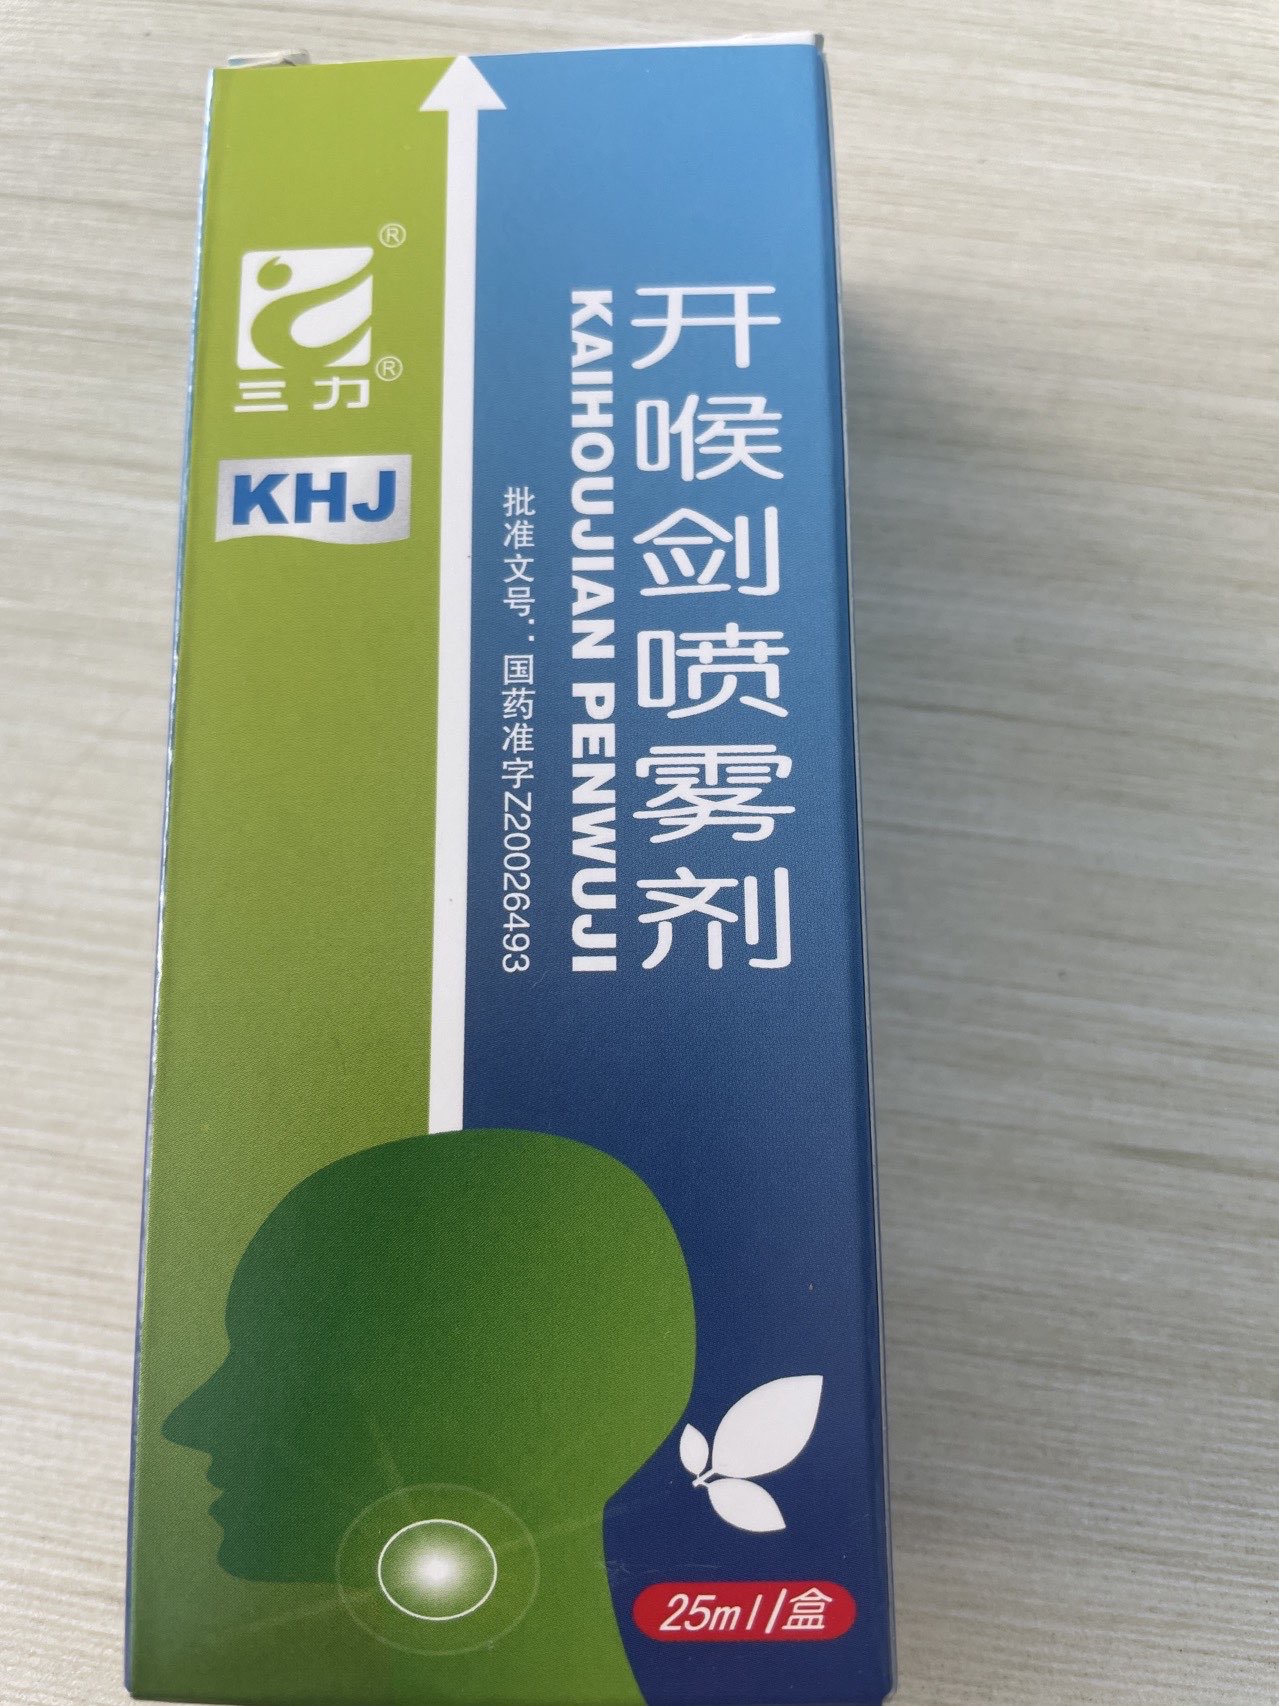 ®
三力®
KHJ
开喉剑喷雾剂
KAIHOUJIAN PENWUJI
批准文号：国药准字Z20026493
25ml/盒